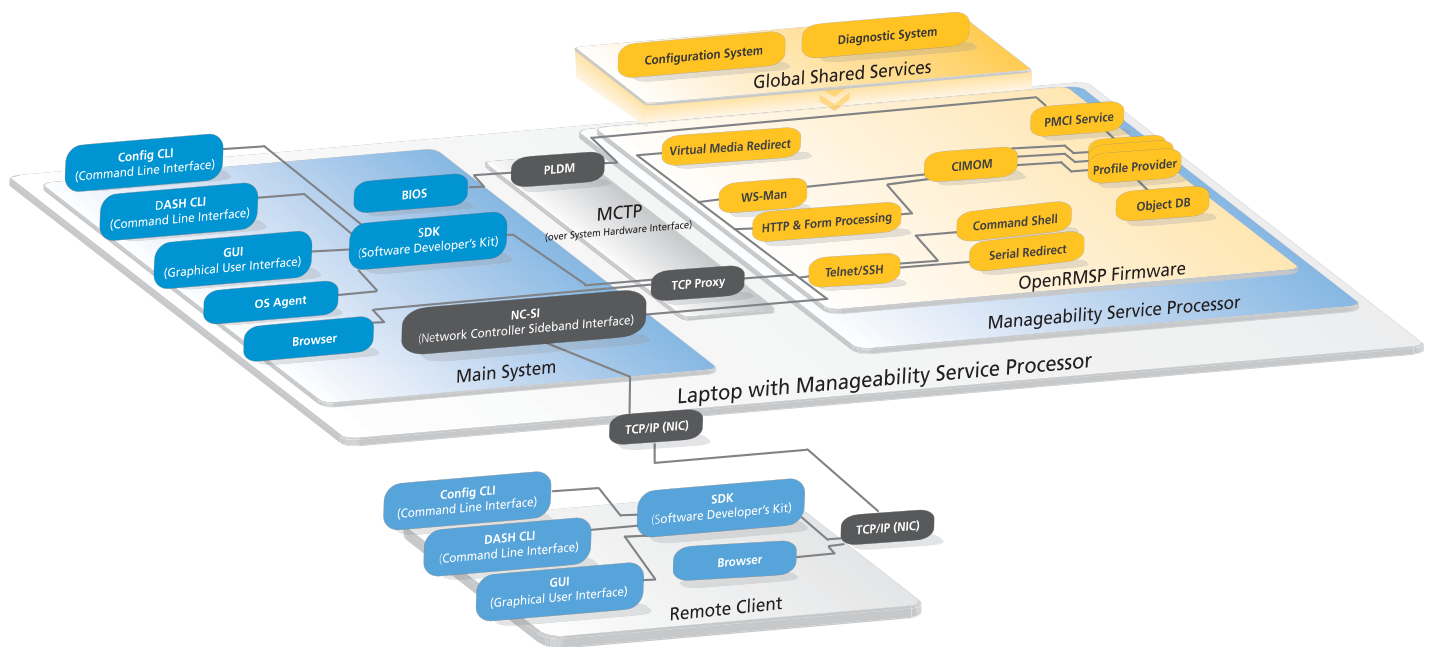 Configuration System
Diagnostic System
Global Shared Services
Config CLI
(Command Line Interface)
DASH CLI
(Command Line Interface)
GUI
(Graphical User Interface)
OS Agent
Browser
BIOS
SDK
(Software Developer's Kit)
NC-SI
(Network Controller Sideband Interface)
Main System
PLDM
MCTP
(over System Hardware Interface)
TCP Proxy
Virtual Media Redirect
WS-Man
HTTP & Form Processing
Telnet/SSH
PMCI Service
CIMOM
Profile Provider
Object DB
Command Shell
Serial Redirect
OpenRMSP Firmware
Manageability Service Processor
Laptop with Manageability Service Processor
TCP/IP (NIC)
Config CLI
(Command Line Interface)
DASH CLI
(Command Line Interface)
GUI
(Graphical User Interface)
SDK
(Software Developer's Kit)
Browser
TCP/IP (NIC)
Remote Client